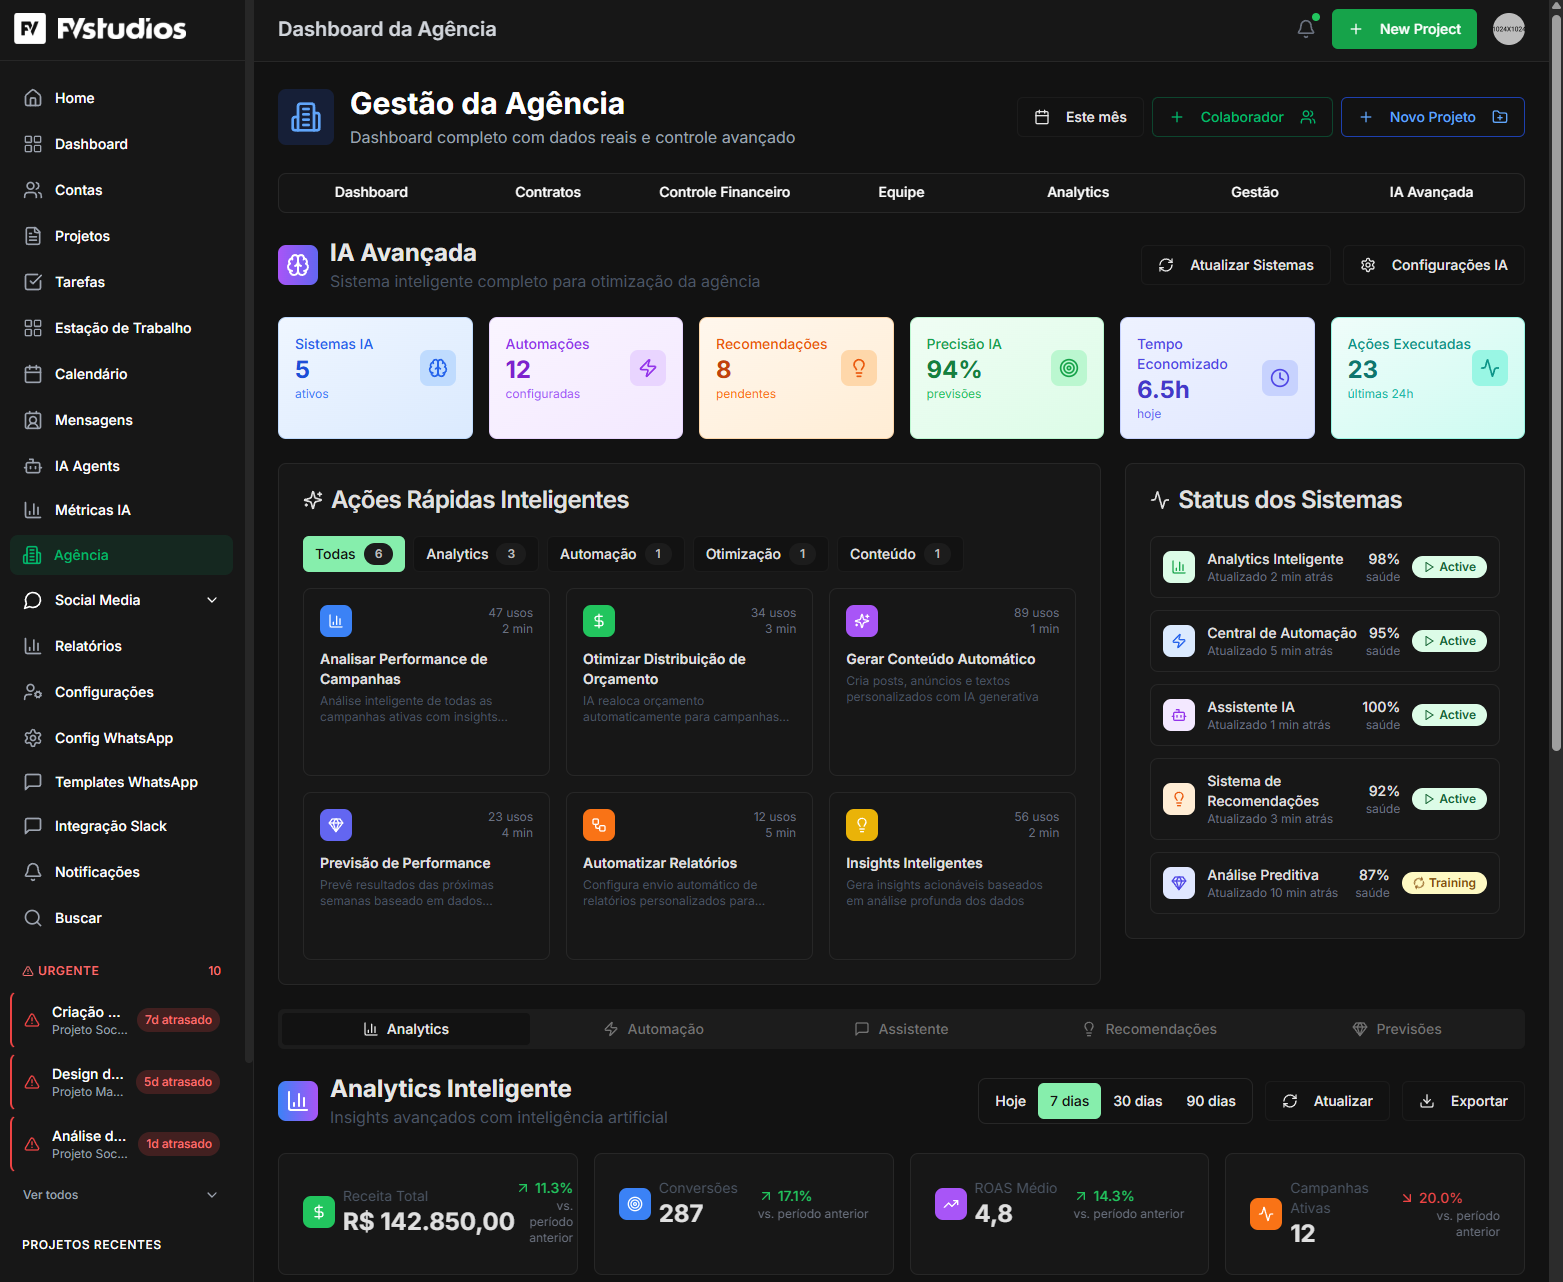 FV FVstudios
Home
Dashboard
Contas
Projetos
Tarefas
Estação de Trabalho
Calendário
Mensagens
IA Agents
Métricas IA
Agência
Social Media
Relatórios
Configurações
Config WhatsApp
Templates WhatsApp
Integração Slack
Notificações
Buscar
URGENTE 10
Criação ...
Projeto Soc...
7d atrasado
Design d...
Projeto Ma...
5d atrasado
Análise d...
Projeto Soc...
1d atrasado
Ver todos
PROJETOS RECENTES
Dashboard da Agência
New Project
1024X1024
Gestão da Agência
Dashboard completo com dados reais e controle avançado
Este mês
Colaborador
Novo Projeto
Dashboard Contratos Controle Financeiro Equipe Analytics Gestão IA Avançada
IA Avançada
Sistema inteligente completo para otimização da agência
Atualizar Sistemas
Configurações IA
Sistemas IA
5
ativos
Automações
12
configuradas
Recomendações
8
pendentes
Precisão IA
94%
previsões
Tempo
Economizado
6.5h
hoje
Ações Executadas
23
últimas 24h
Ações Rápidas Inteligentes
Todas 6 Analytics 3 Automação 1 Otimização 1 Conteúdo 1
47 usos
2 min
Analisar Performance de
Campanhas
Análise inteligente de todas as
campanhas ativas com insights...
34 usos
3 min
Otimizar Distribuição de
Orçamento
IA realoca orçamento
automaticamente para campanhas...
89 usos
1 min
Gerar Conteúdo Automático
Cria posts, anúncios e textos
personalizados com IA generativa
23 usos
4 min
Previsão de Performance
Prevê resultados das próximas
semanas baseado em dados...
12 usos
5 min
Automatizar Relatórios
Configura envio automático de
relatórios personalizados para...
56 usos
2 min
Insights Inteligentes
Gera insights acionáveis baseados
em análise profunda dos dados
Status dos Sistemas
Analytics Inteligente
Atualizado 2 min atrás
98%
saúde
Active
Central de Automação
Atualizado 5 min atrás
95%
saúde
Active
Assistente IA
Atualizado 1 min atrás
100%
saúde
Active
Sistema de
Recomendações
Atualizado 3 min atrás
92%
saúde
Active
Análise Preditiva
Atualizado 10 min atrás
87%
saúde
Training
Analytics Automação Assistente Recomendações Previsões
Analytics Inteligente
Insights avançados com inteligência artificial
Hoje 7 dias 30 dias 90 dias
Atualizar
Exportar
Receita Total
R$ 142.850,00
11.3%
vs.
período
anterior
Conversões
287
17.1%
vs. período anterior
ROAS Médio
4,8
14.3%
vs. período anterior
Campanhas
Ativas
12
20.0%
vs. período
anterior